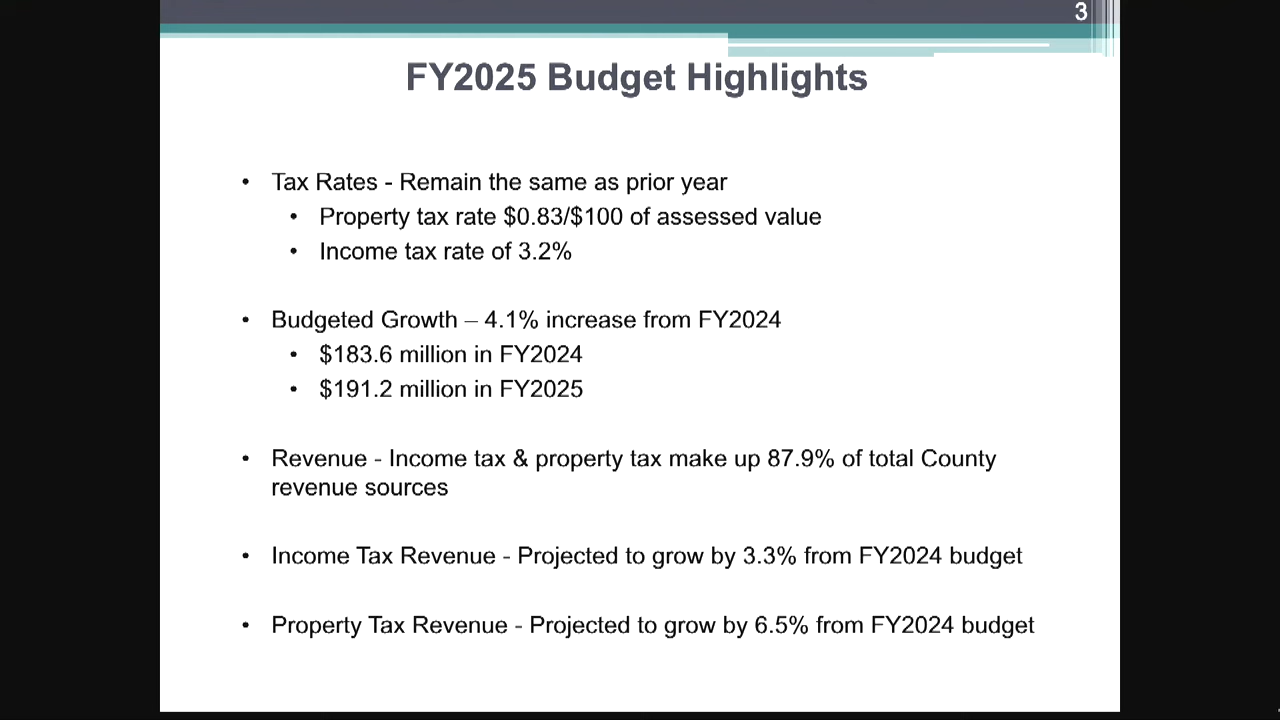 3
FY2025 Budget Highlights
• Tax Rates - Remain the same as prior year
• Property tax rate $0.83/$100 of assessed value
• Income tax rate of 3.2%
• Budgeted Growth – 4.1% increase from FY2024
• $183.6 million in FY2024
• $191.2 million in FY2025
• Revenue - Income tax & property tax make up 87.9% of total County
revenue sources
• Income Tax Revenue - Projected to grow by 3.3% from FY2024 budget
• Property Tax Revenue - Projected to grow by 6.5% from FY2024 budget